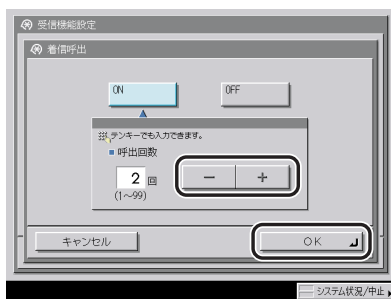 受信機能設定
着信呼出
ON
OFF
テンキーでも入力できます。
■ 呼出回数
2 回
－ ＋
(1～99)
キャンセル
OK
システム状況/中止